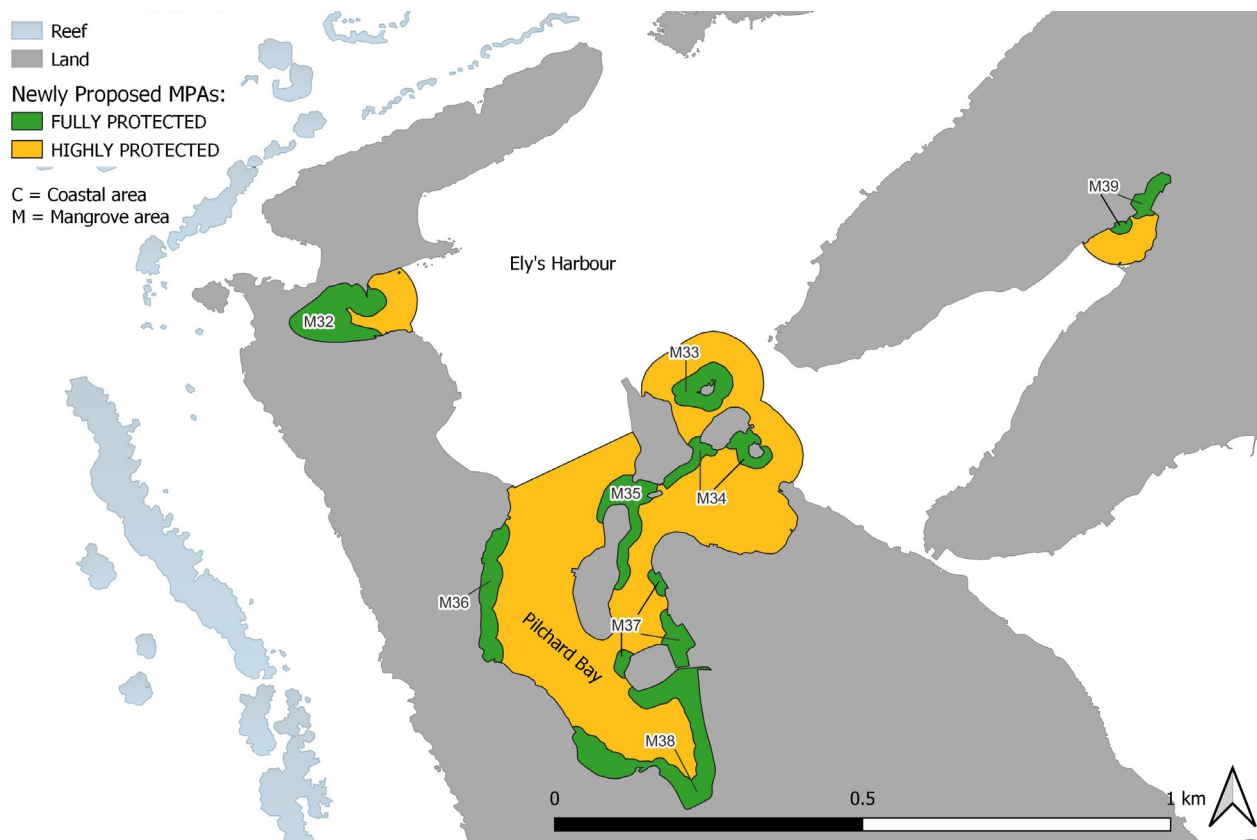 Reef
Land
Newly Proposed MPAs:
FULLY PROTECTED
HIGHLY PROTECTED
C = Coastal area
M = Mangrove area
M39
Ely's Harbour
M32
M33
M35
M34
M36
M37
Pilchard Bay
M38
0
0.5
1 km